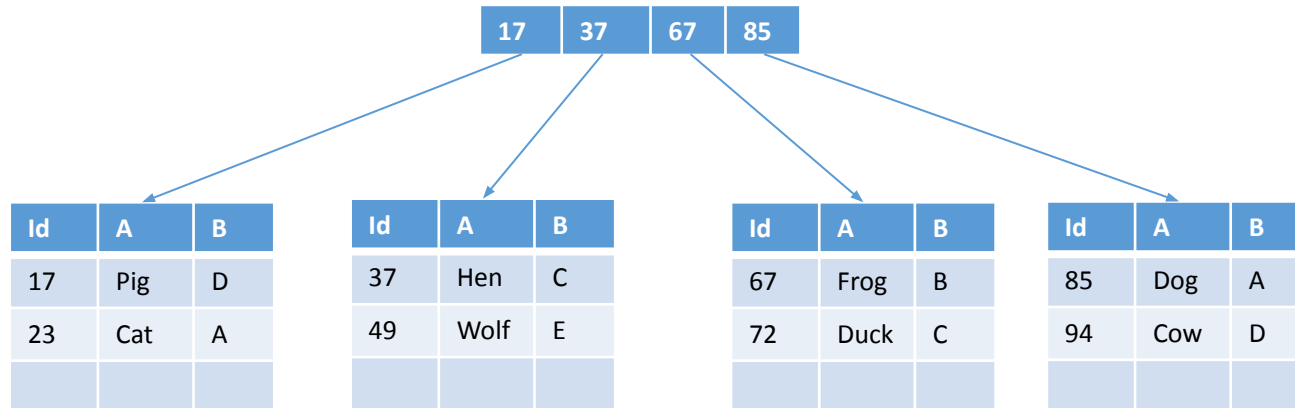 17 37 67 85
Id A B
17 Pig D
23 Cat A
Id A B
37 Hen C
49 Wolf E
Id A B
67 Frog B
72 Duck C
Id A B
85 Dog A
94 Cow D